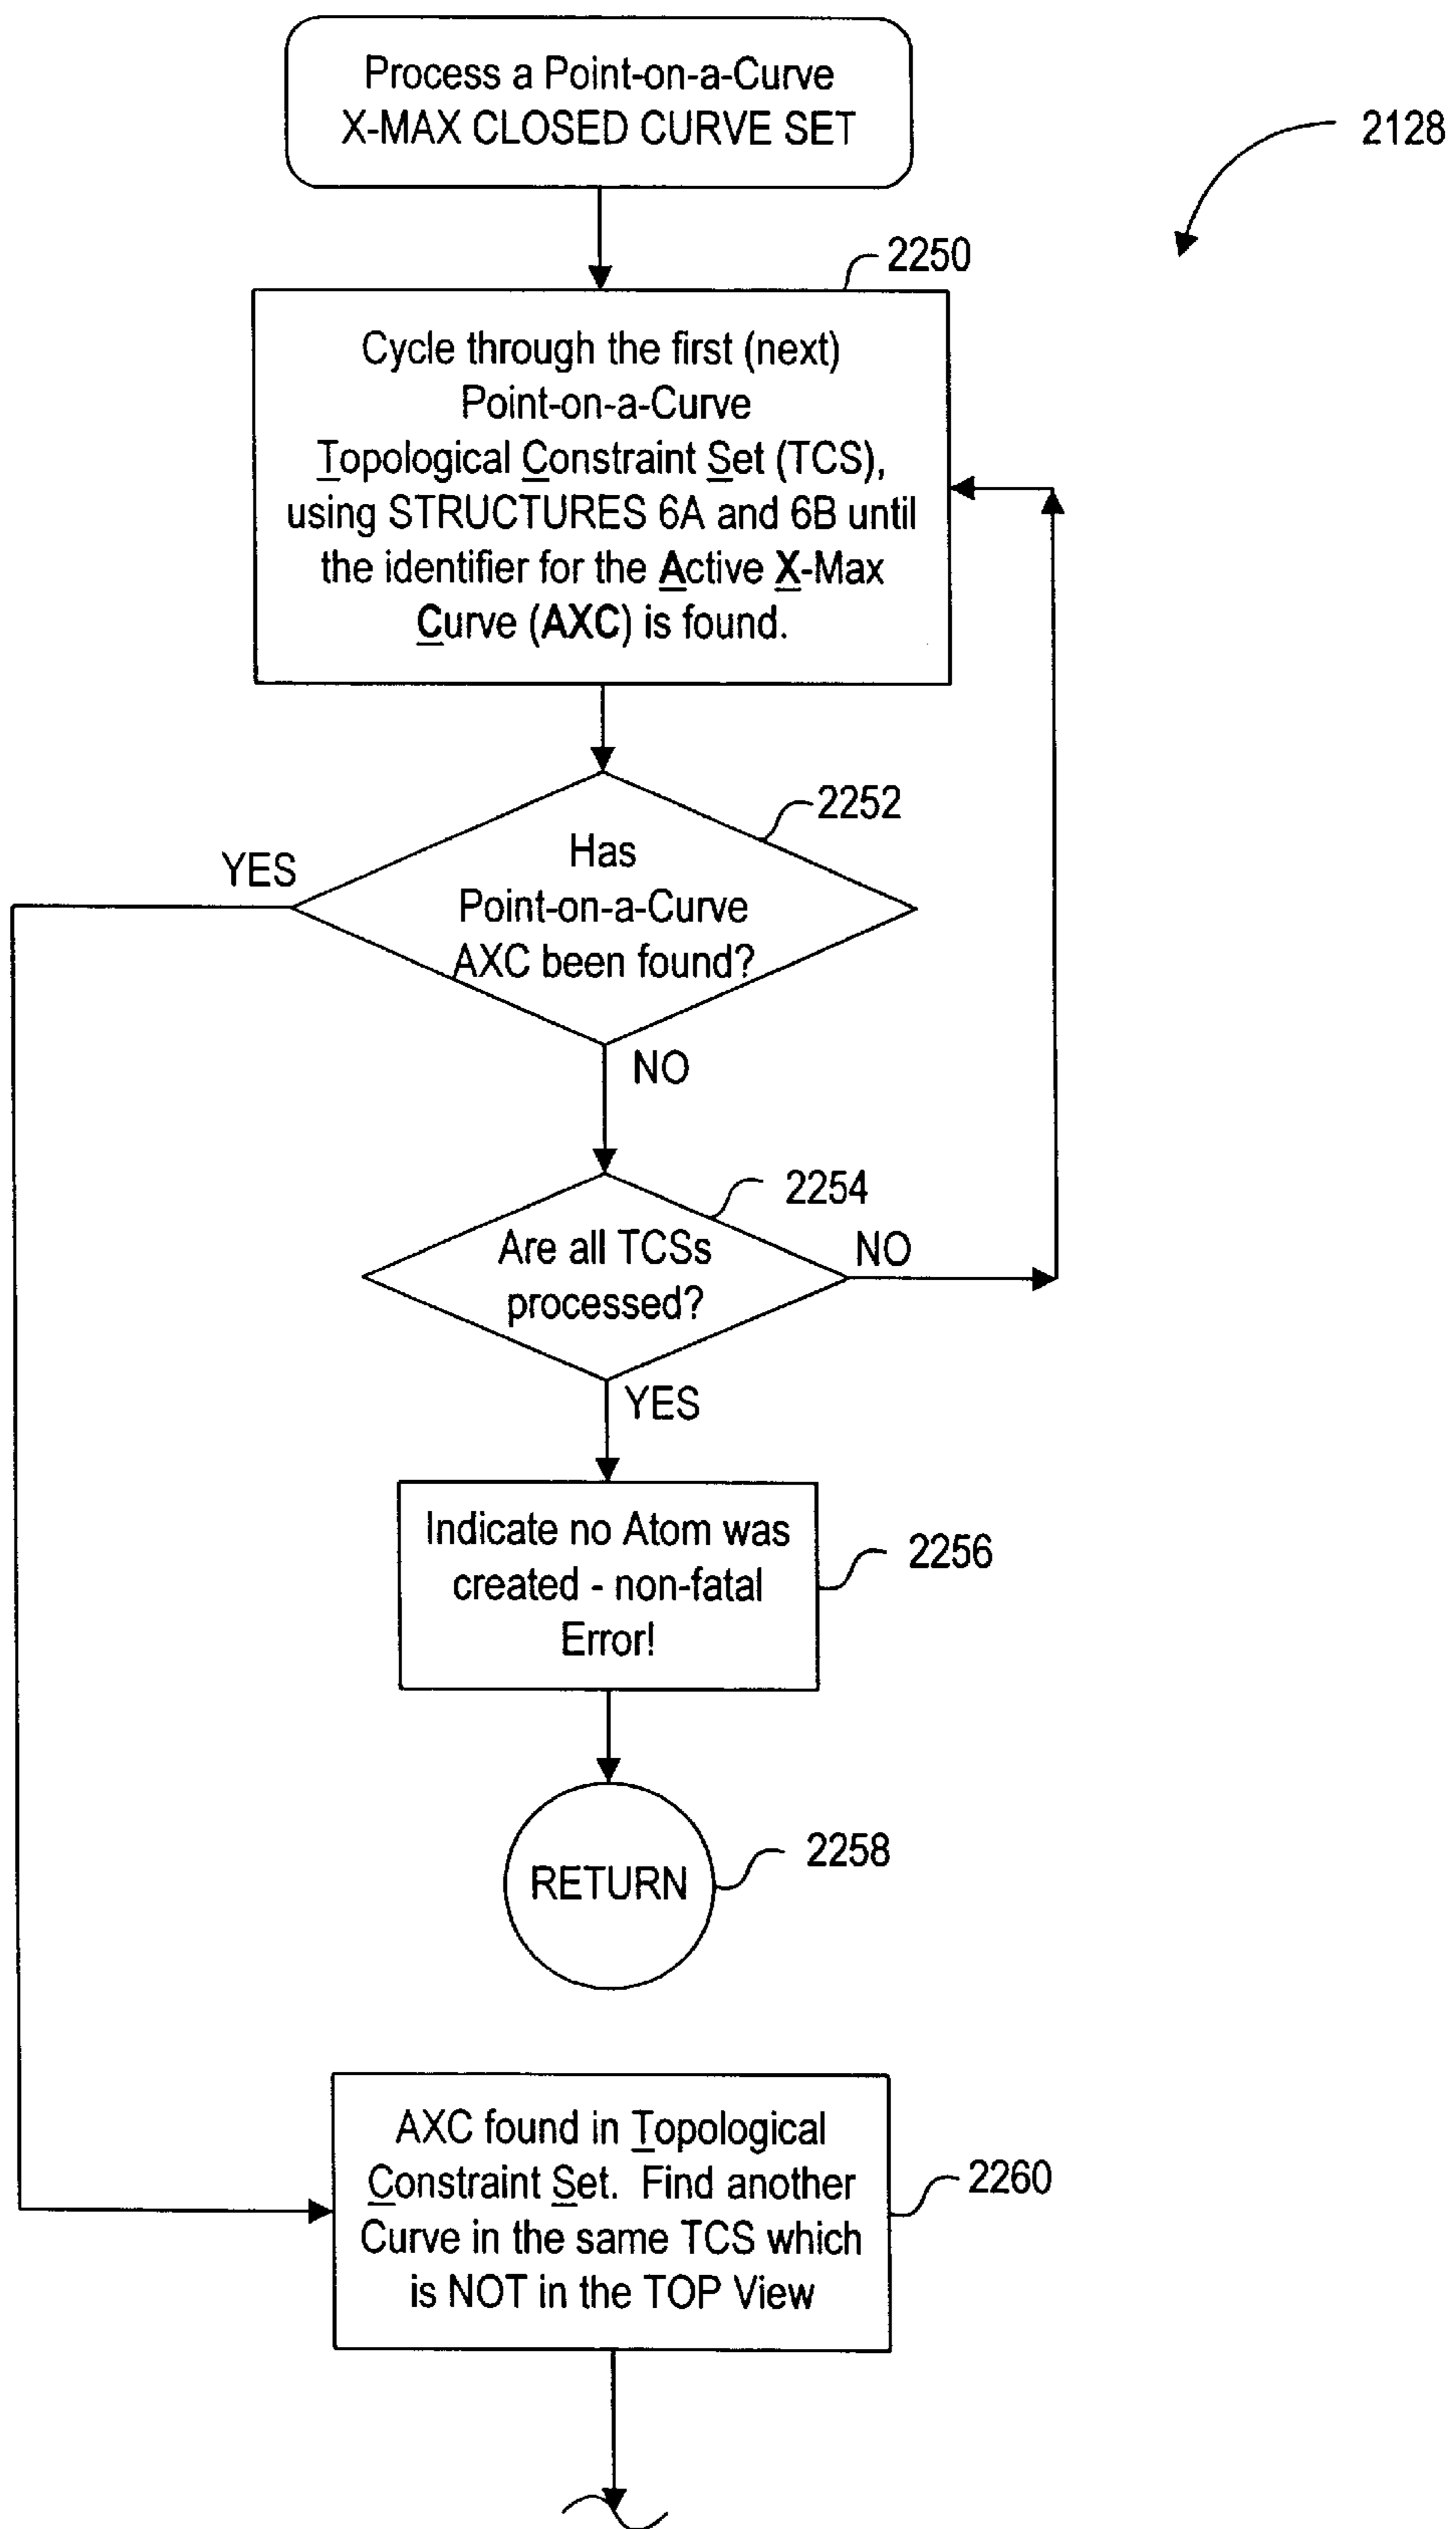 Process a Point-on-a-Curve
X-MAX CLOSED CURVE SET
2128
2250
Cycle through the first (next)
Point-on-a-Curve
Topological Constraint Set (TCS),
using STRUCTURES 6A and 6B until
the identifier for the Active X-Max
Curve (AXC) is found.
2252
YES
Has
Point-on-a-Curve
AXC been found?
NO
2254
Are all TCSs
processed?
NO
YES
Indicate no Atom was
created - non-fatal
Error!
2256
RETURN
2258
AXC found in Topological
Constraint Set. Find another
Curve in the same TCS which
is NOT in the TOP View
2260